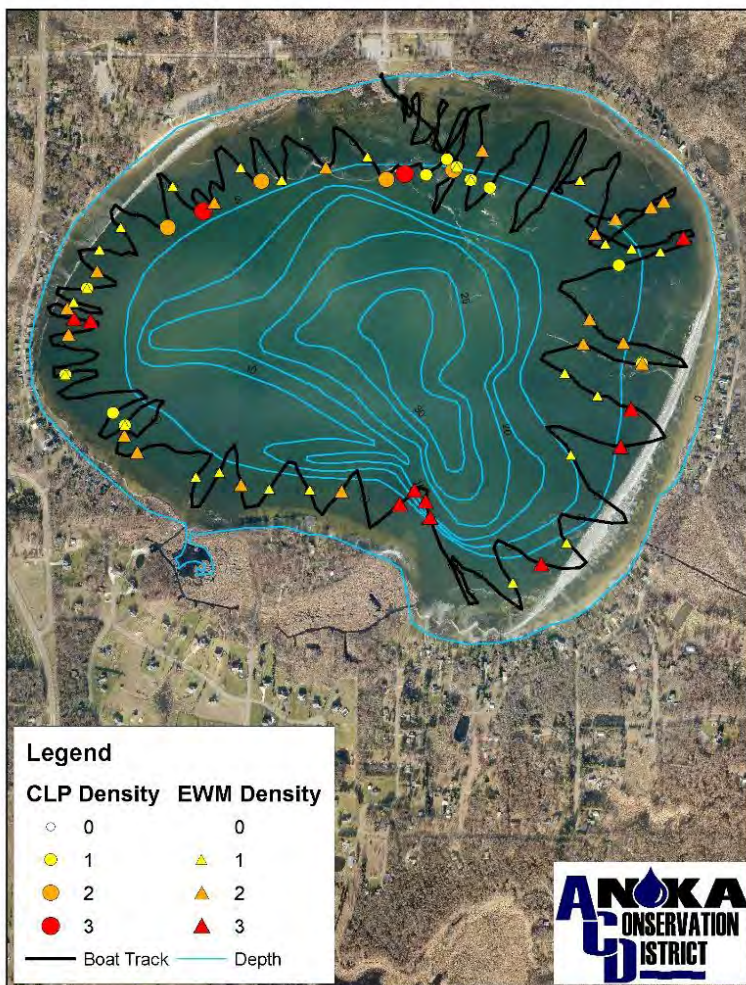 0
Legend
CLP Density EWM Density
0 0
1 1
2 2
3 3
Boat Track Depth
ANOKA
CONSERVATION
DISTRICT